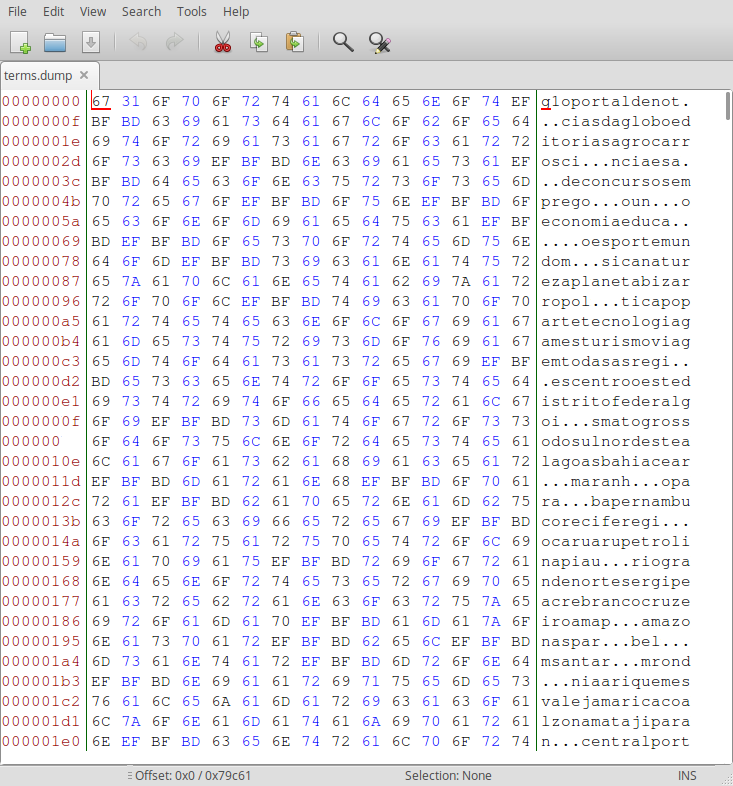 File Edit View Search Tools Help
terms.dump ×
00000000 67 31 6F 70 6F 72 74 61 6C 64 65 6E 6F 74 EF g1oportaldenot.
0000000f BF BD 63 69 61 73 64 61 67 6C 6F 62 6F 65 64 ..ciasdagloboed
0000001e 69 74 6F 72 69 61 73 61 67 72 6F 63 61 72 72 itoriasagrocarr
0000002d 6F 73 63 69 EF BF BD 6E 63 69 61 65 73 61 EF osci...nciaesa.
0000003c BF BD 64 65 63 6F 6E 63 75 72 73 6F 73 65 6D ..deconcursosem
0000004b 70 72 65 67 6F EF BF BD 6F 75 6E EF BF BD 6F prego...oun...o
0000005a 65 63 6F 6E 6F 6D 69 61 65 64 75 63 61 EF BF economiaeduca..
00000069 BD EF BF BD 6F 65 73 70 6F 72 74 65 6D 75 6E ....oesportemun
00000078 64 6F 6D EF BF BD 73 69 63 61 6E 61 74 75 72 dom...sicanatur
00000087 65 7A 61 70 6C 61 6E 65 74 61 62 69 7A 61 72 ezaplanetabizar
00000096 72 6F 70 6F 6C EF BF BD 74 69 63 61 70 6F 70 ropol...ticapop
000000a5 61 72 74 65 74 65 63 6E 6F 6C 6F 67 69 61 67 artetecnologiag
000000b4 61 6D 65 73 74 75 72 69 73 6D 6F 76 69 61 67 amesturismoviag
000000c3 65 6D 74 6F 64 61 73 61 73 72 65 67 69 EF BF emtodasasregi..
000000d2 BD 65 73 63 65 6E 74 72 6F 6F 65 73 74 65 64 .escentrooested
000000e1 69 73 74 72 69 74 6F 66 65 64 65 72 61 6C 67 istritofederalg
0000000f 6F 69 EF BF BD 73 6D 61 74 6F 67 72 6F 73 73 oi...smatogross
000000 6F 64 6F 73 75 6C 6E 6F 72 64 65 73 74 65 61 odosulnordestea
0000010e 6C 61 67 6F 61 73 62 61 68 69 61 63 65 61 72 lagoasbahiacear
0000011d EF BF BD 6D 61 72 61 6E 68 EF BF BD 6F 70 61 ...maranh...opa
0000012c 72 61 EF BF BD 62 61 70 65 72 6E 61 6D 62 75 ra...bapernambu
0000013b 63 6F 72 65 63 69 66 65 72 65 67 69 EF BF BD coreciferegi...
0000014a 6F 63 61 72 75 61 72 75 70 65 74 72 6F 6C 69 ocaruarupetroli
00000159 6E 61 70 69 61 75 EF BF BD 72 69 6F 67 72 61 napiau...riogra
00000168 6E 64 65 6E 6F 72 74 65 73 65 72 67 69 70 65 ndenortesergipe
00000177 61 63 72 65 62 72 61 6E 63 6F 63 72 75 7A 65 acrebrancocruze
00000186 69 72 6F 61 6D 61 70 EF BF BD 61 6D 61 7A 6F iroamap...amazo
00000195 6E 61 73 70 61 72 EF BF BD 62 65 6C EF BF BD naspar...bel...
000001a4 6D 73 61 6E 74 61 72 EF BF BD 6D 72 6F 6E 64 msantar...mrond
000001b3 EF BF BD 6E 69 61 61 72 69 71 75 65 6D 65 73 ...niaariquemes
000001c2 76 61 6C 65 6A 61 6D 61 72 69 63 61 63 6F 61 valejamaricacoa
000001d1 6C 7A 6F 6E 61 6D 61 74 61 6A 69 70 61 72 61 lzonamatajipara
000001e0 6E EF BF BD 63 65 6E 74 72 61 6C 70 6F 72 74 n...centralport
Offset: 0x0 / 0x79c61 Selection: None INS